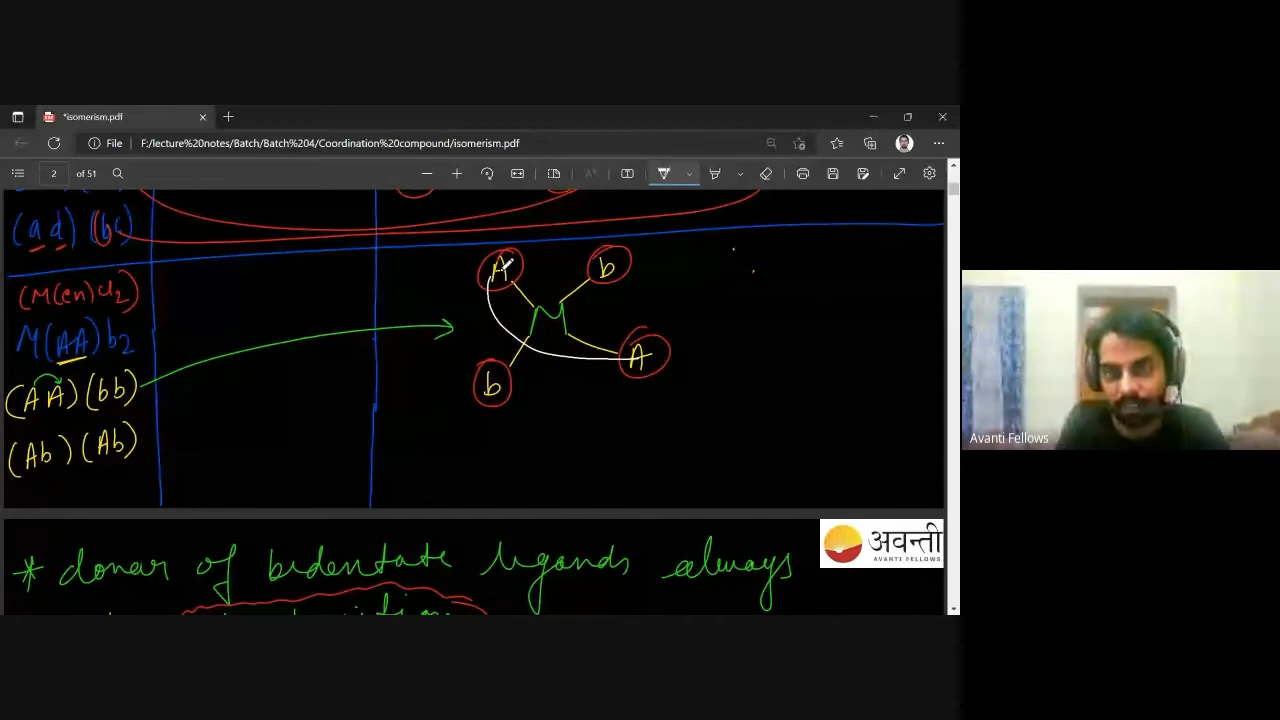 *isomerism.pdf
File F:/lecture%20notes/Batch/Batch%204/Coordination%20compound/isomerism.pdf
2 of 51
(a d) (bc)
(M(en)cl2)
M(AA)b2
(AA)(bb)
(Ab)(Ab)
A b
M
b A
Avanti Fellows
* donar of bidentate ligands always
अवन्ती
AVANTI FELLOWS